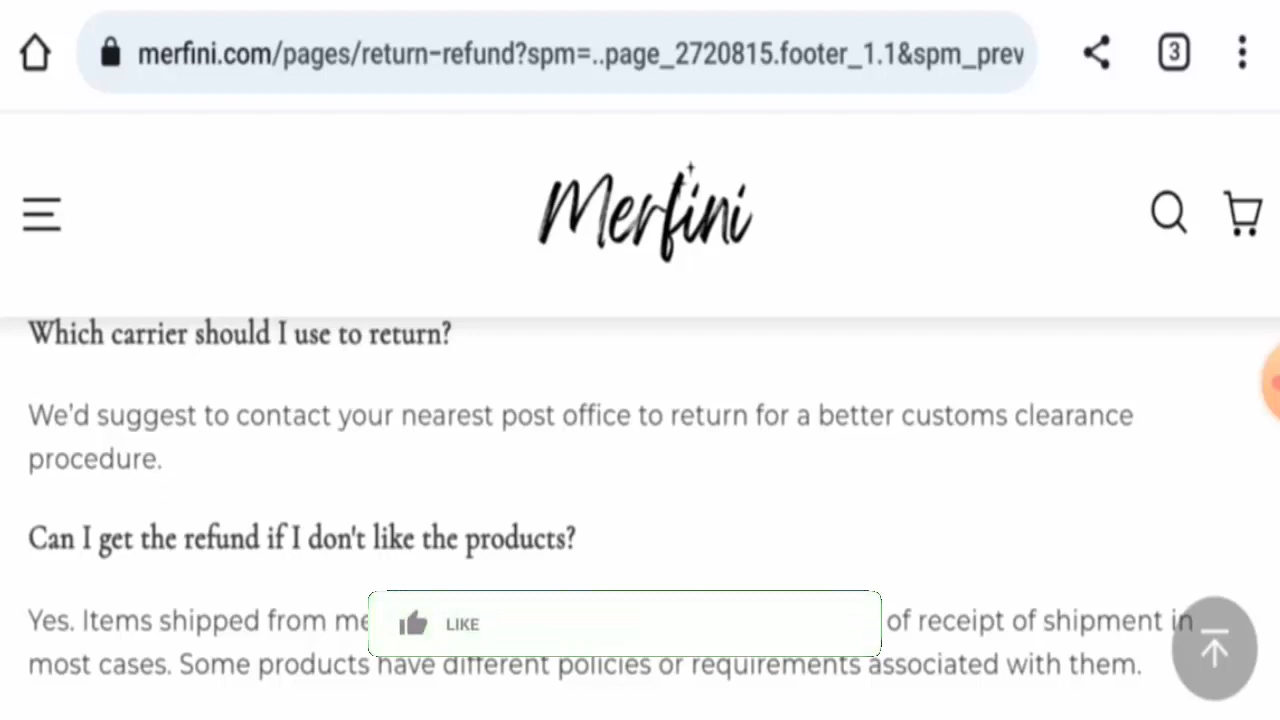 merfini.com/pages/return-refund?spm=..page_2720815.footer_1.1&spm_prev
3
Merfini
Which carrier should I use to return?
We'd suggest to contact your nearest post office to return for a better customs clearance
procedure.
Can I get the refund if I don't like the products?
Yes. Items shipped from of receipt of shipment in
LIKE
most cases. Some products have different policies or requirements associated with them.